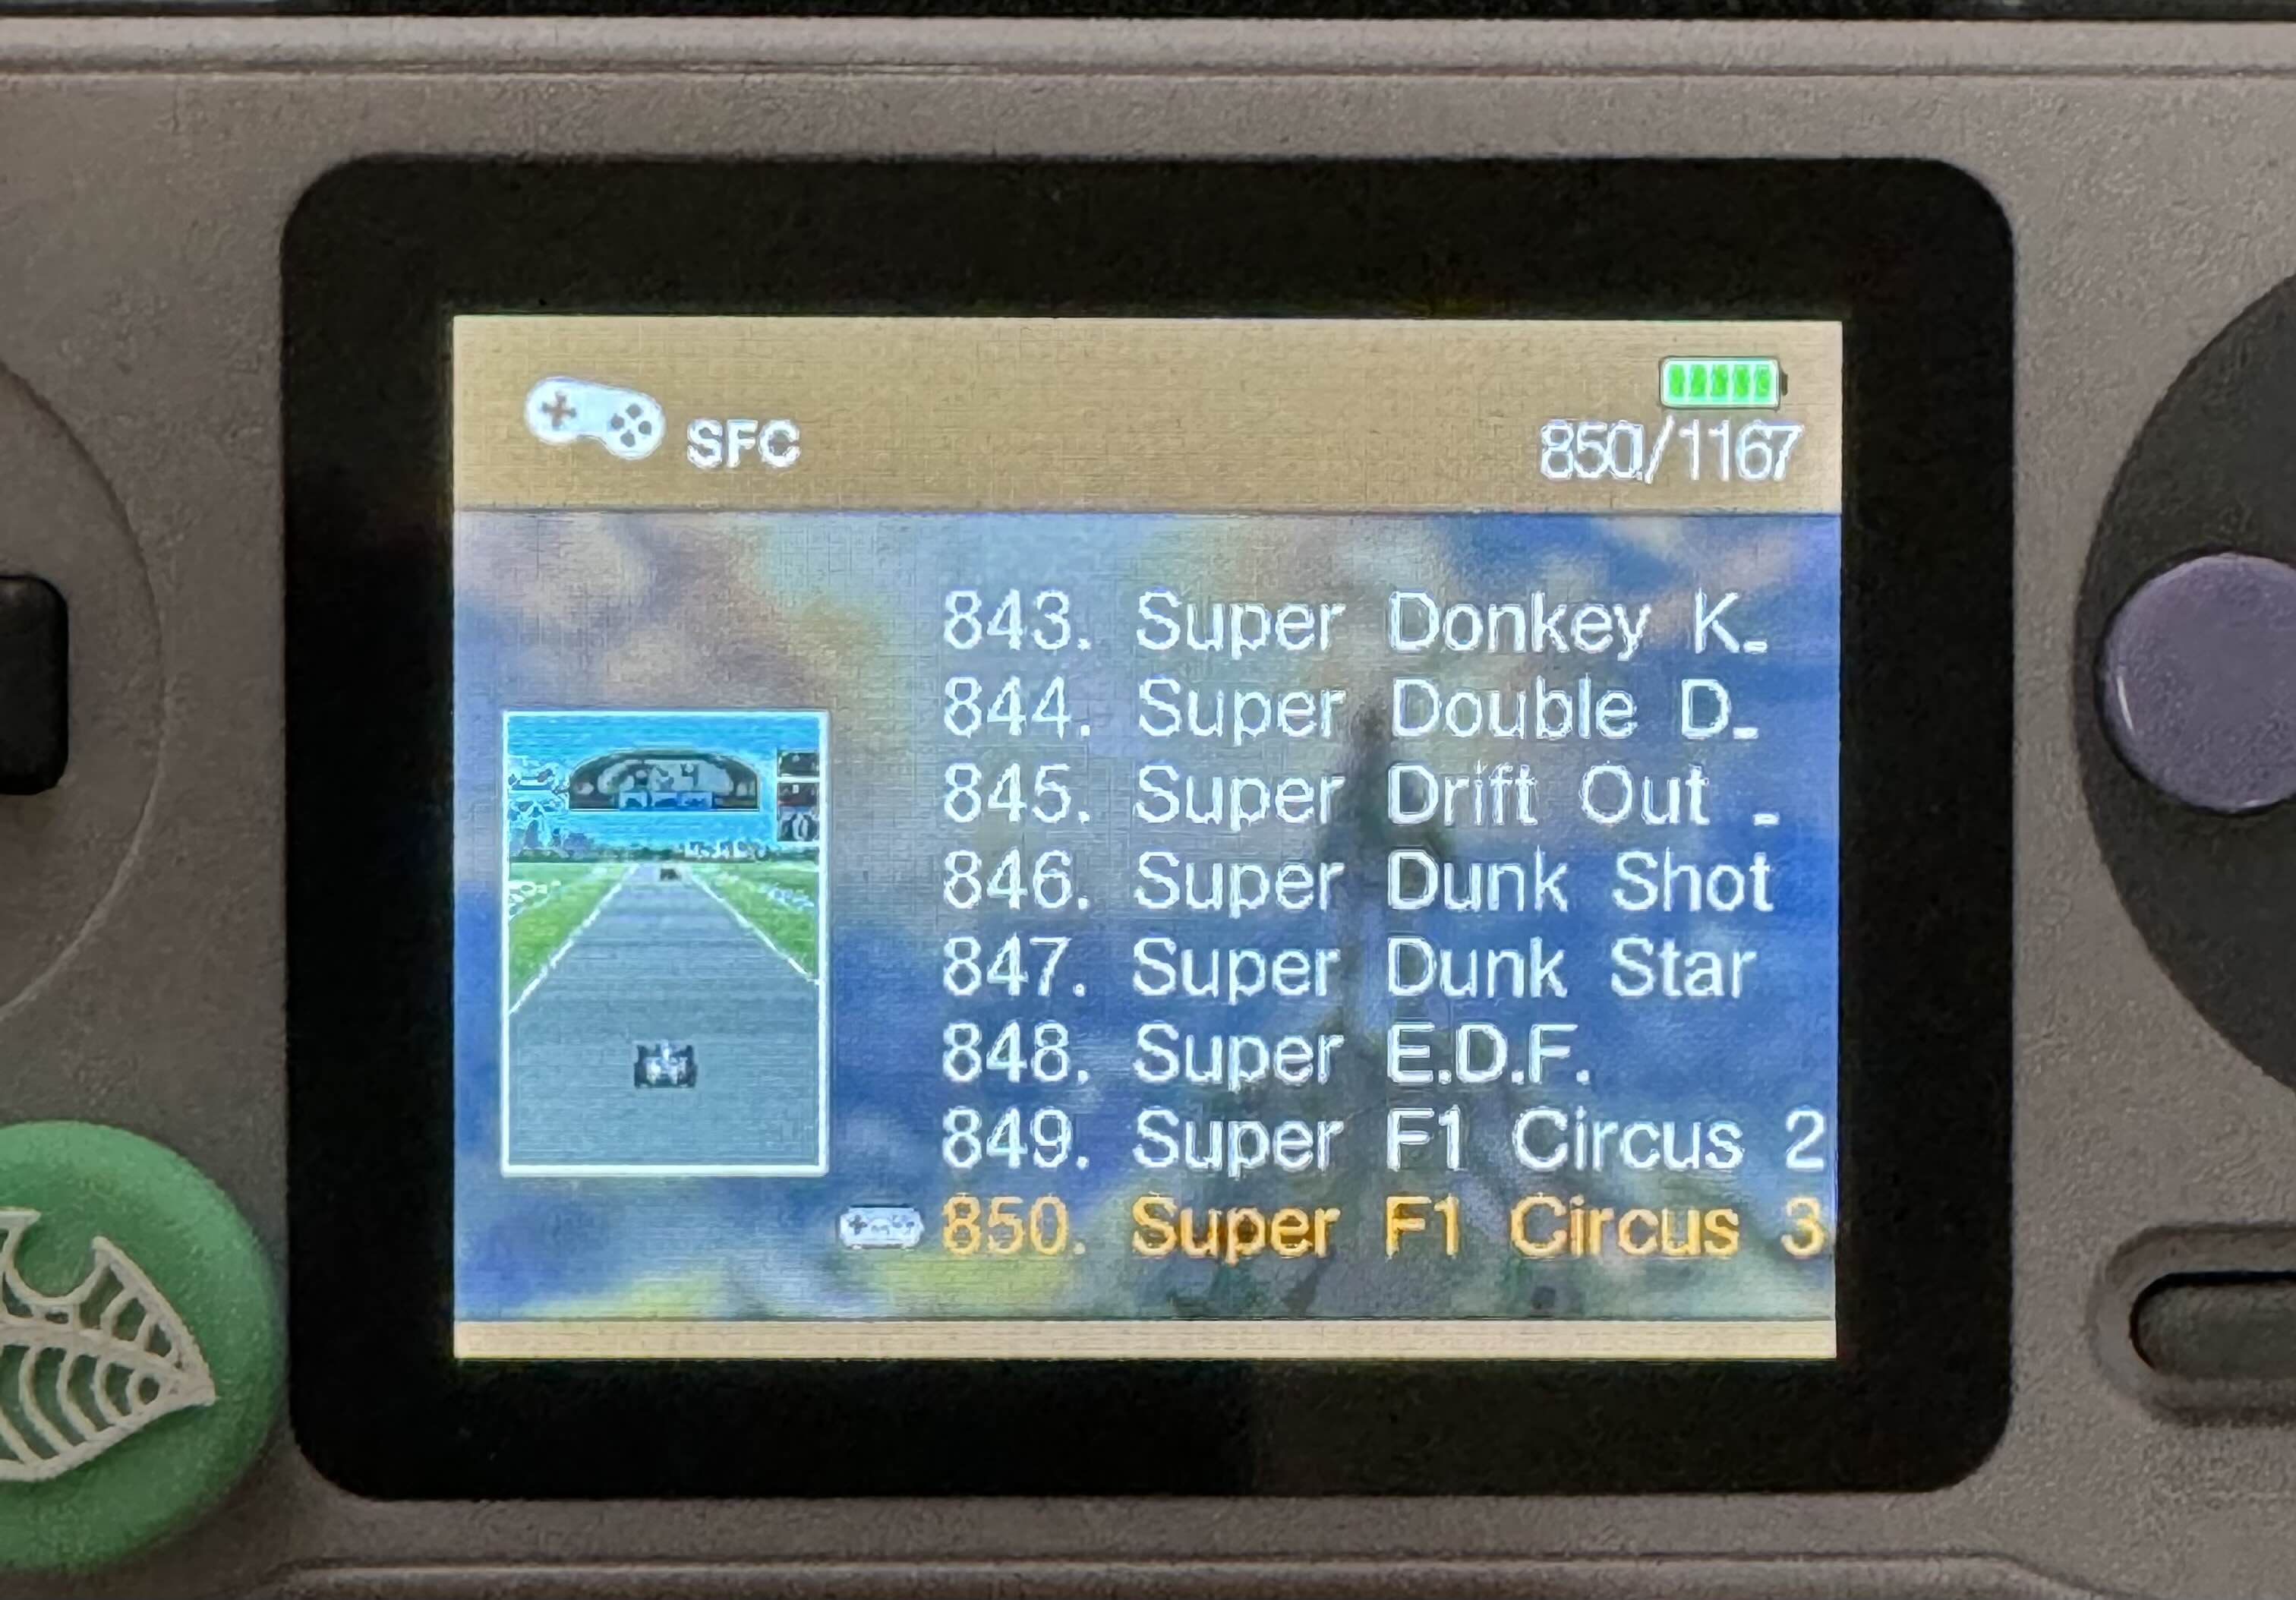 SFC
850/1167
843. Super Donkey K…
844. Super Double D…
845. Super Drift Out …
846. Super Dunk Shot
847. Super Dunk Star
848. Super E.D.F.
849. Super F1 Circus 2
850. Super F1 Circus 3